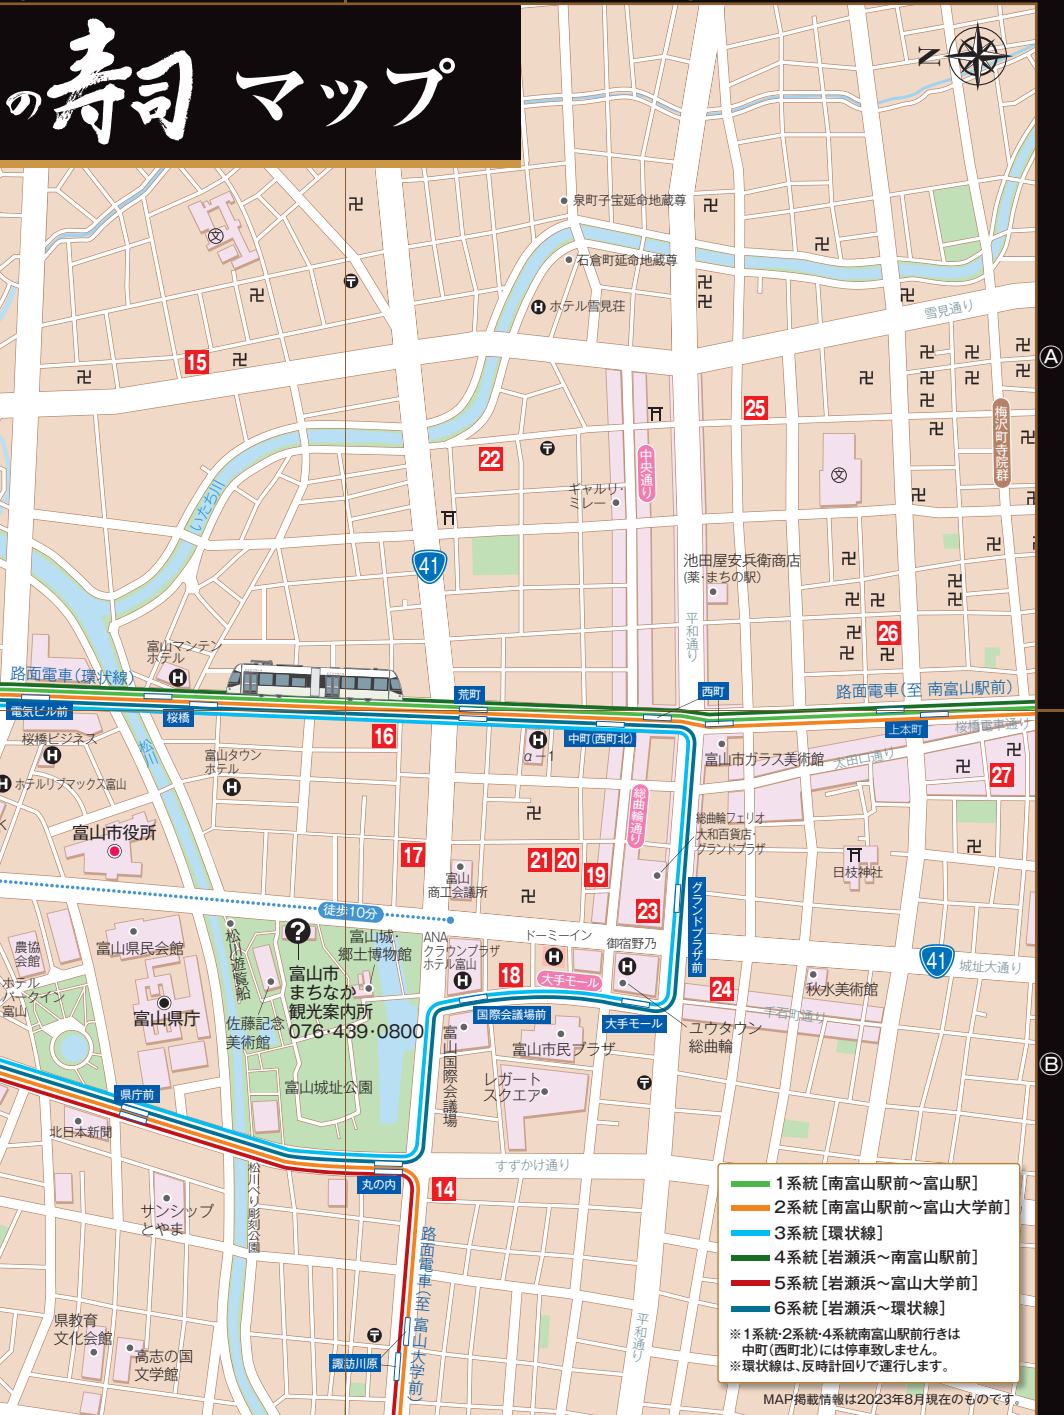 の寿司 マップ
N
泉町子宝延命地蔵尊
石倉町延命地蔵尊
ホテル雪見荘
雪見通り
A
15
25
22
中央通り
梅沢町寺院群
ギャルリ・
ミレー
いたち川
41
池田屋安兵衛商店
(薬・まちの駅)
平和通り
26
富山マンテン
ホテル
路面電車(環状線)
路面電車(至 南富山駅前)
荒町
西町
電気ビル前
桜橋
中町(西町北)
上本町
桜橋電車通り
16
桜橋ビジネス
松川
富山タウン
ホテル
α-1
富山市ガラス美術館
太田口通り
27
ホテルリブマックス富山
総曲輪通り
総曲輪フェリオ
大和百貨店・
グランドプラザ
富山市役所
17
21
20
19
23
富山
商工会議所
日枝神社
グランドプラザ前
徒歩10分
農協
会館
富山県民会館
松川遊覧船
富山城・
郷土博物館
ANA
クラウンプラザ
ホテル富山
ドーミーイン
御宿野乃
41
城址大通り
18
大手モール
24
秋水美術館
ホテル
パークイン
富山
富山県庁
佐藤記念
美術館
富山市
まちなか
観光案内所
076・439・0800
国際会議場前
大手モール
千石町通り
ユウタウン
総曲輪
富山国際会議場
富山市民プラザ
レガート
スクエア
富山城址公園
B
県庁前
北日本新聞
すずかけ通り
丸の内
14
松川べり彫刻公園
サンシップ
とやま
路面電車(至 富山大学前)
平和通り
県教育
文化会館
高志の国
文学館
諏訪川原
1系統[南富山駅前〜富山駅]
2系統[南富山駅前〜富山大学前]
3系統[環状線]
4系統[岩瀬浜〜南富山駅前]
5系統[岩瀬浜〜富山大学前]
6系統[岩瀬浜〜環状線]
※1系統・2系統・4系統南富山駅前行きは
中町(西町北)には停車致しません。
※環状線は、反時計回りで運行します。
MAP掲載情報は2023年8月現在のものです。